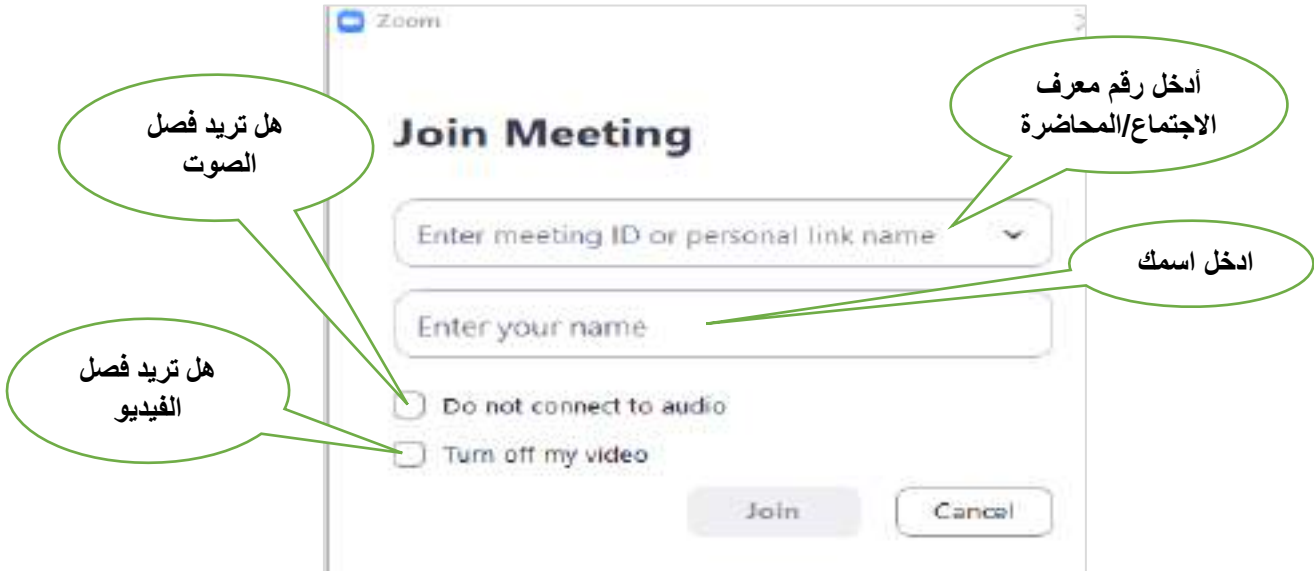 Zoom
أدخل رقم معرف
الاجتماع/المحاضرة
هل تريد فصل
الصوت
Join Meeting
Enter meeting ID or personal link name
ادخل اسمك
Enter your name
هل تريد فصل
الفيديو
Do not connect to audio
Turn off my video
Join
Cancel